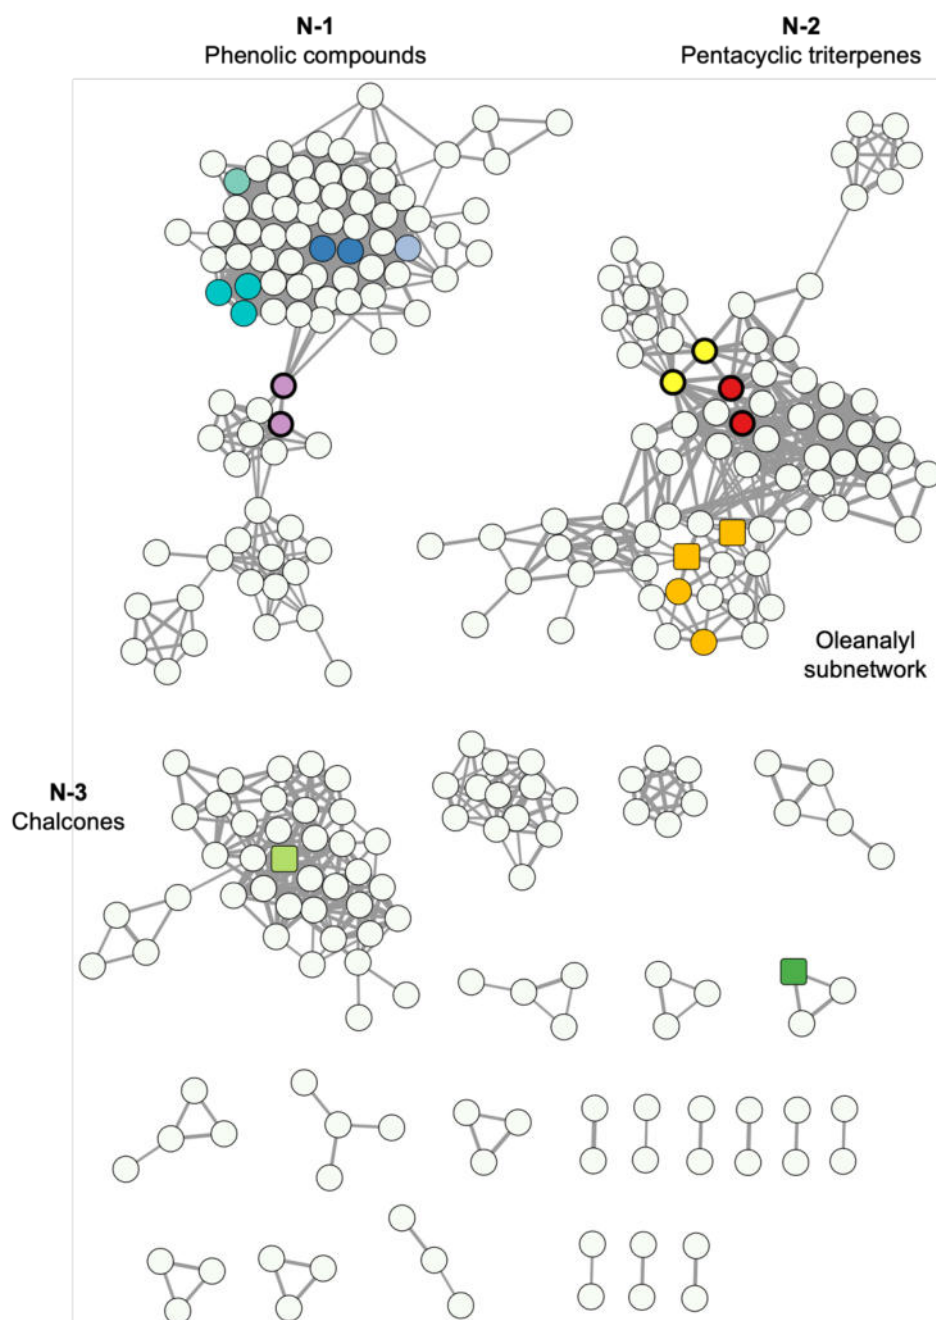 N-1
Phenolic compounds
N-2
Pentacyclic triterpenes
Oleanalyl
subnetwork
N-3
Chalcones